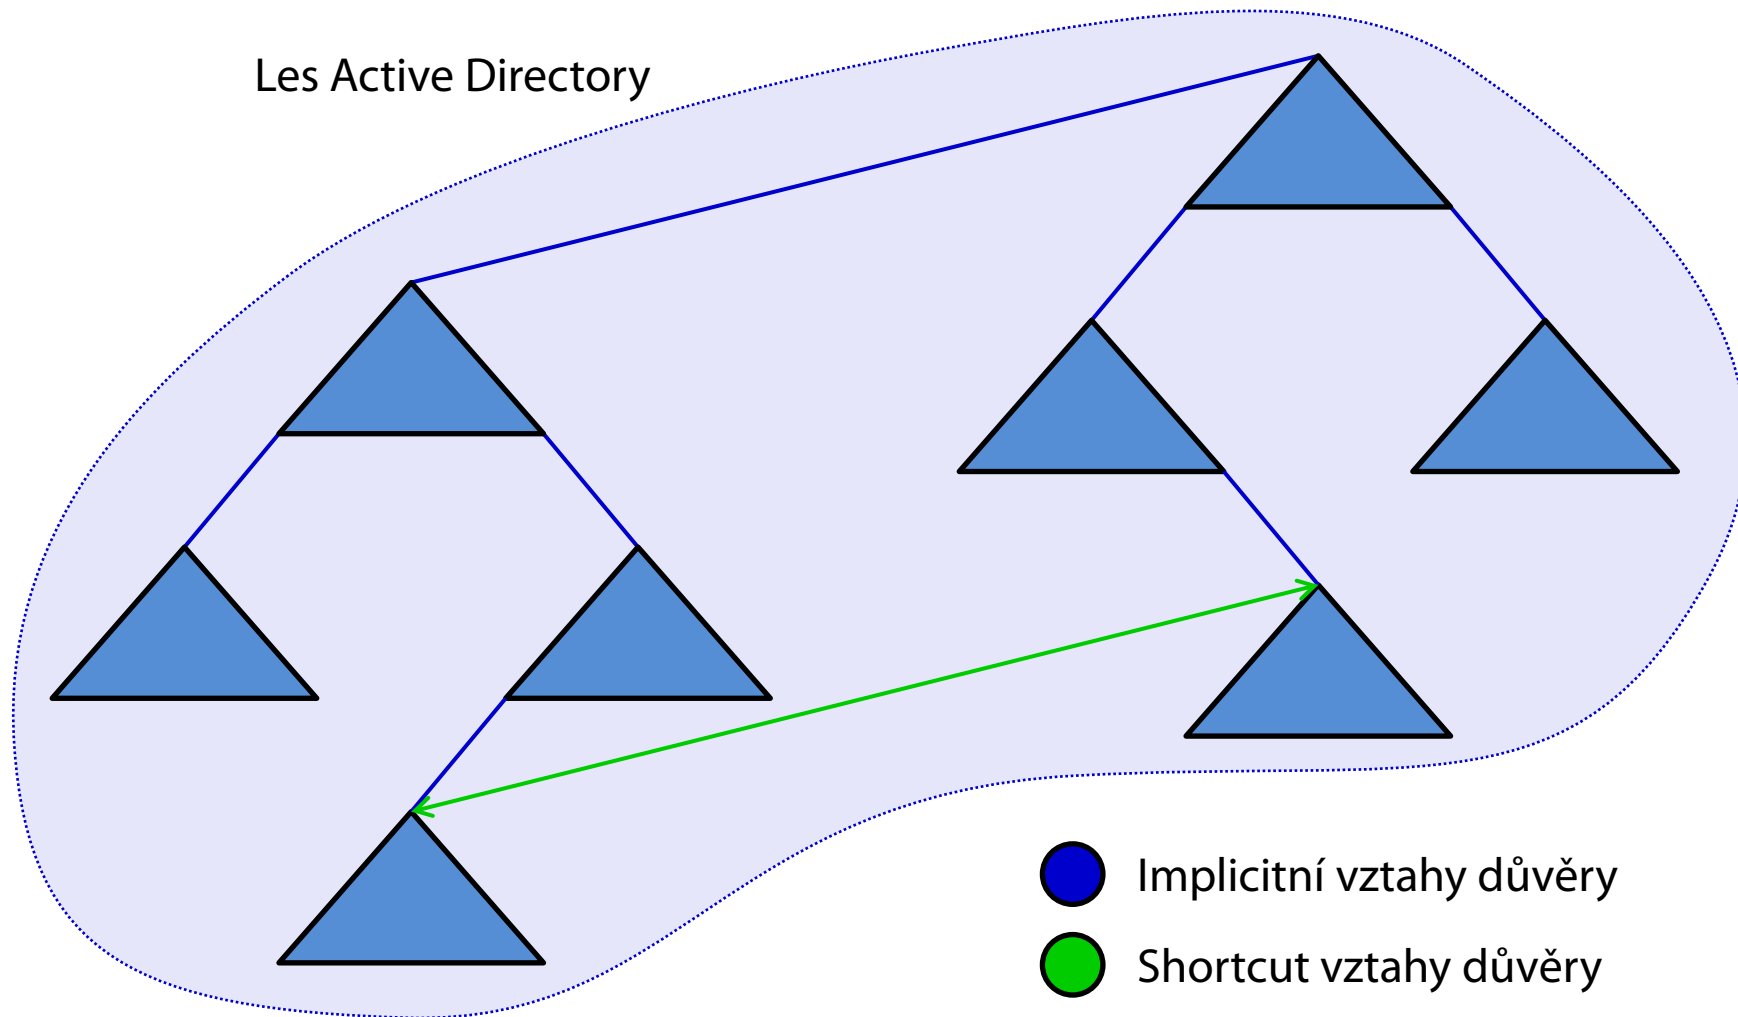 Les Active Directory
Implicitní vztahy důvěry
Shortcut vztahy důvěry